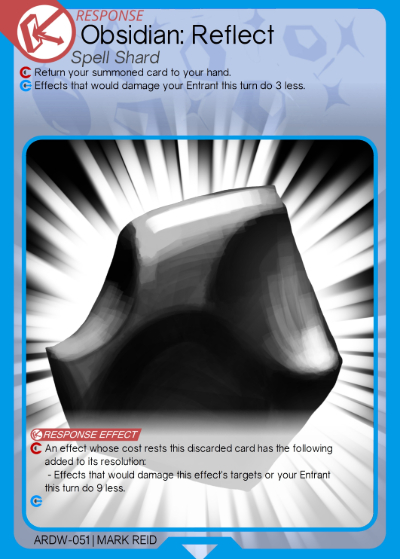 RESPONSE
Obsidian: Reflect
Spell Shard
Return your summoned card to your hand.
Effects that would damage your Entrant this turn do 3 less.
RESPONSE EFFECT
An effect whose cost rests this discarded card has the following
added to its resolution:
- Effects that would damage this effect's targets or your Entrant
this turn do 9 less.
ARDW-051 | MARK REID